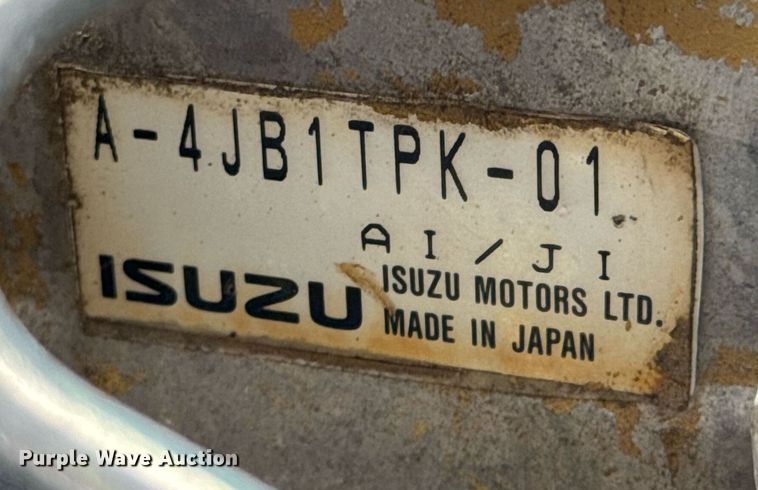 A-4JB1TPK-01
AI/JI
ISUZU
ISUZU MOTORS LTD.
MADE IN JAPAN
Purple Wave Auction